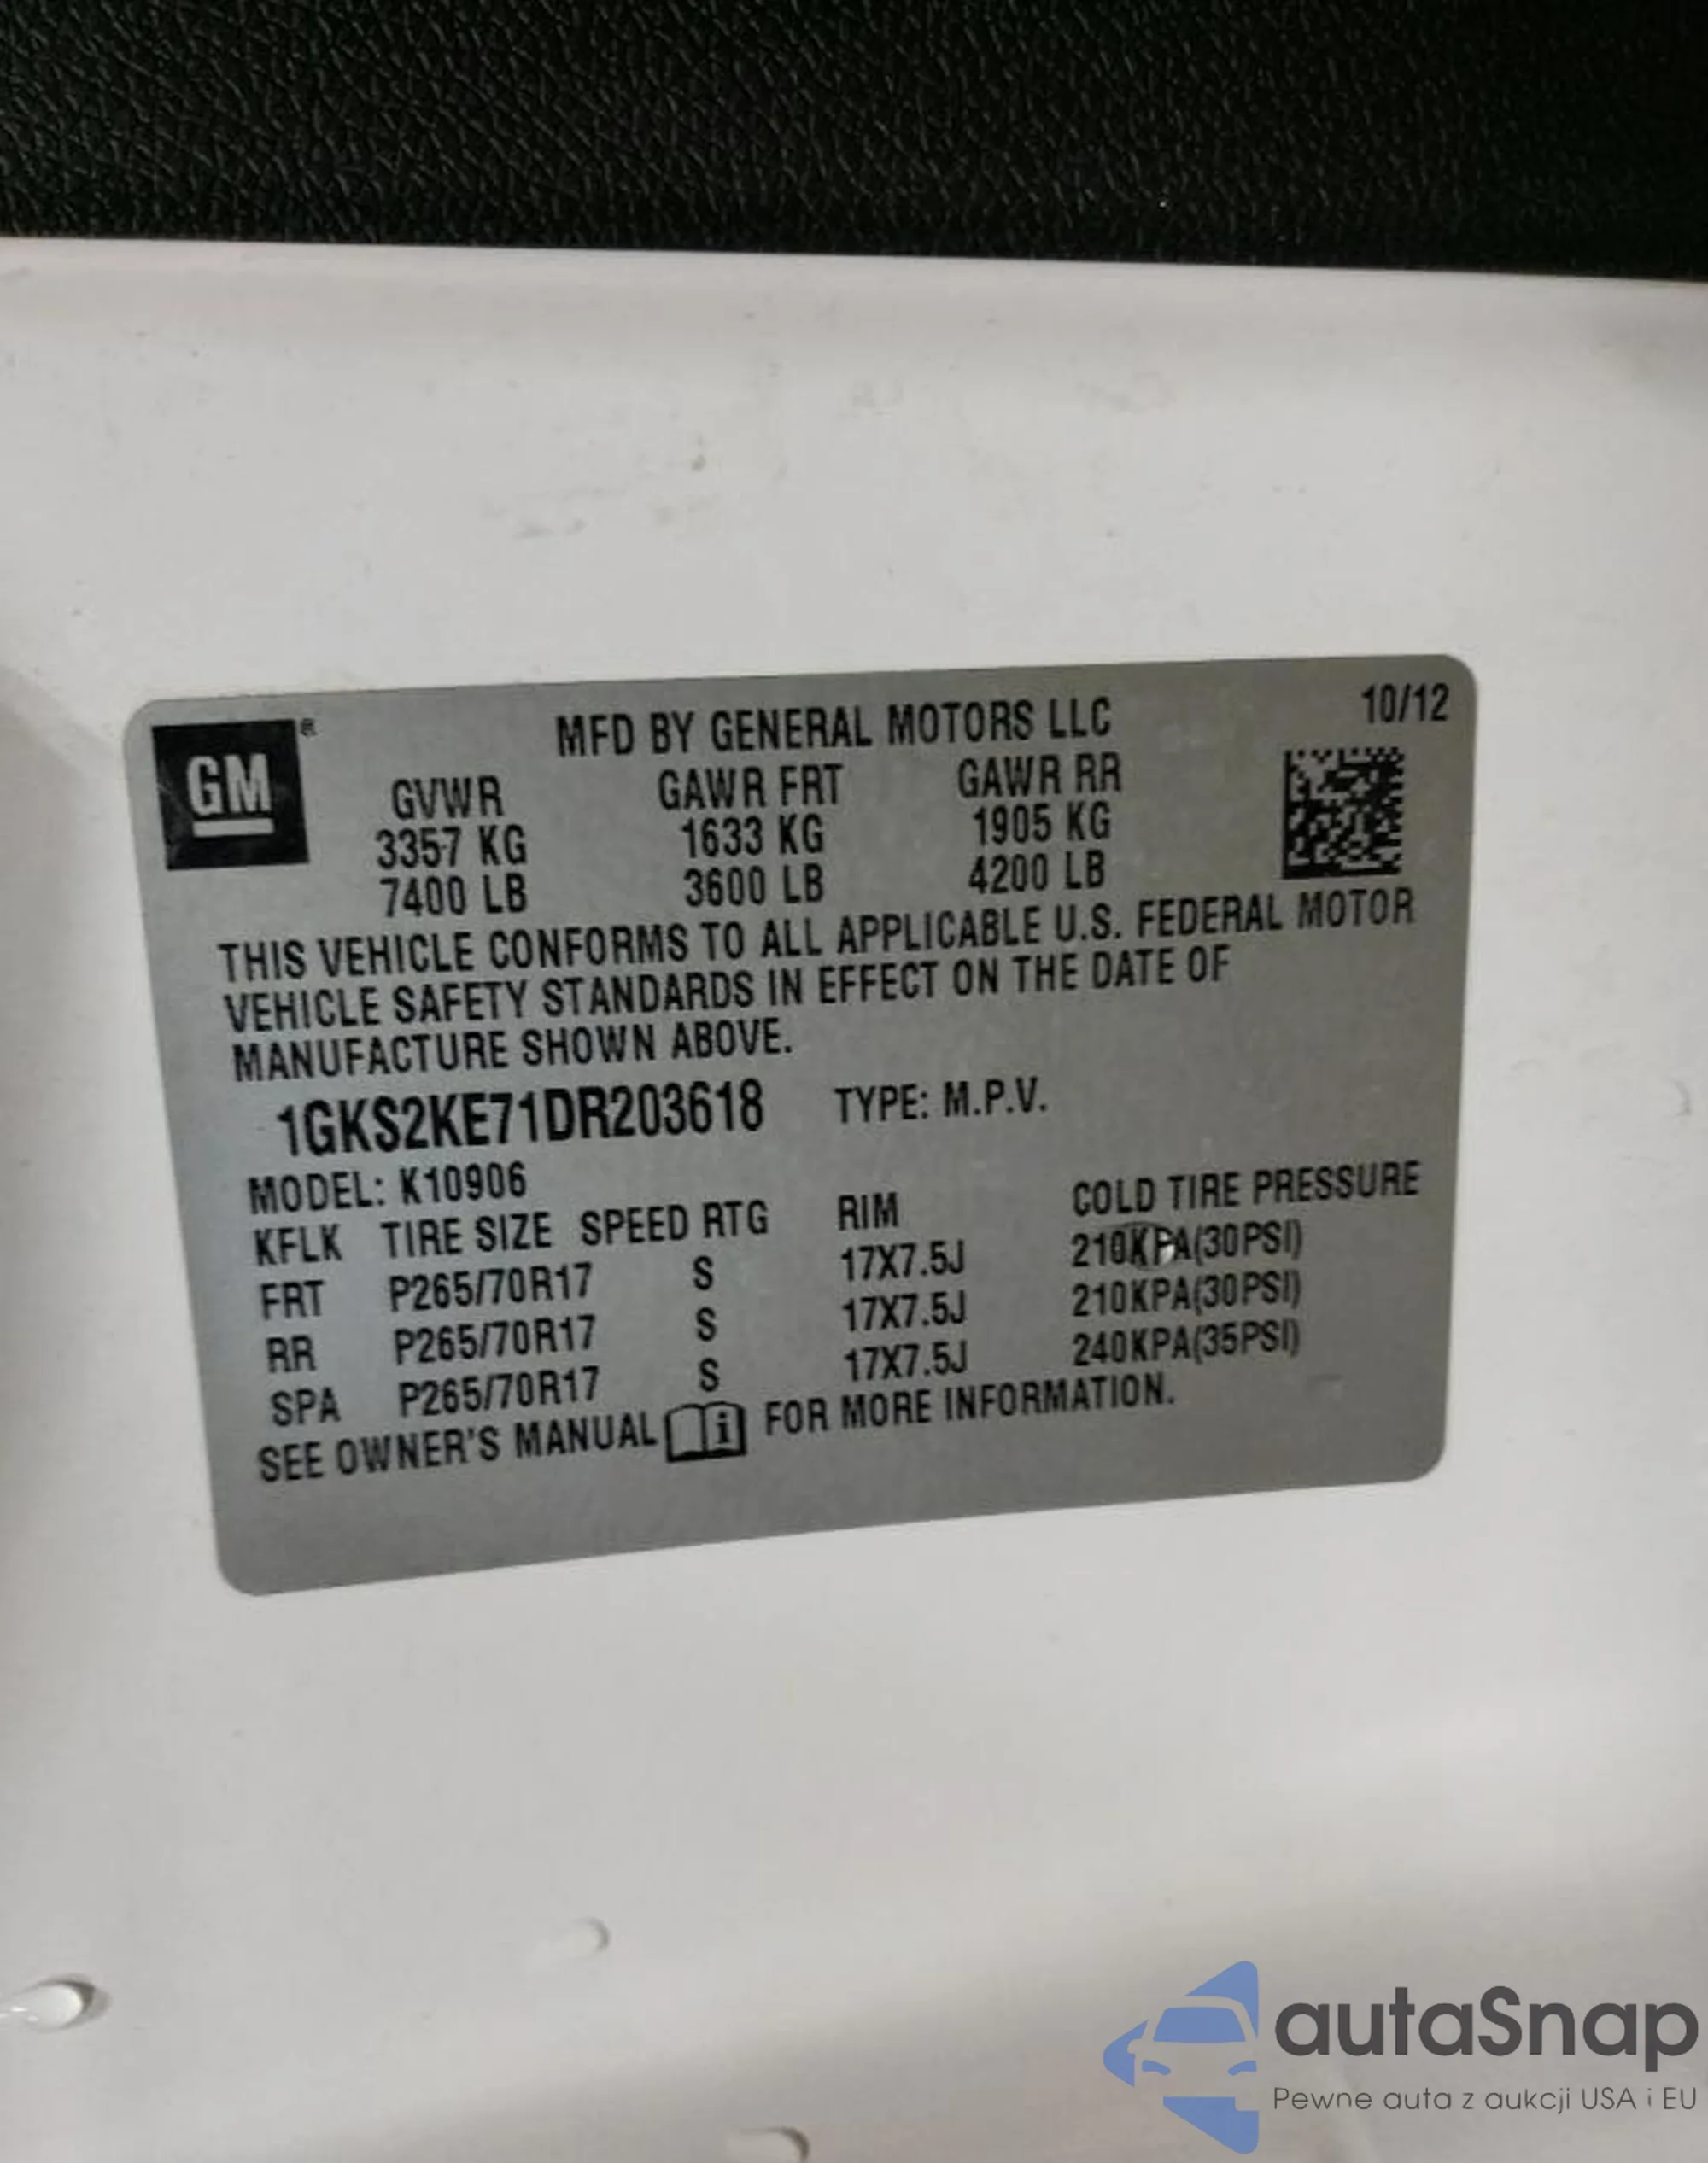 MFD BY GENERAL MOTORS LLC 10/12
GM ®
GVWR GAWR FRT GAWR RR
3357 KG 1633 KG 1905 KG
7400 LB 3600 LB 4200 LB
THIS VEHICLE CONFORMS TO ALL APPLICABLE U.S. FEDERAL MOTOR
VEHICLE SAFETY STANDARDS IN EFFECT ON THE DATE OF
MANUFACTURE SHOWN ABOVE.
1GKS2KE71DR203618 TYPE: M.P.V.
MODEL: K10906
KFLK TIRE SIZE SPEED RTG RIM COLD TIRE PRESSURE
FRT P265/70R17 S 17X7.5J 210KPA(30PSI)
RR P265/70R17 S 17X7.5J 210KPA(30PSI)
SPA P265/70R17 S 17X7.5J 240KPA(35PSI)
SEE OWNER'S MANUAL i FOR MORE INFORMATION.
autaSnap
Pewne auta z aukcji USA i EU